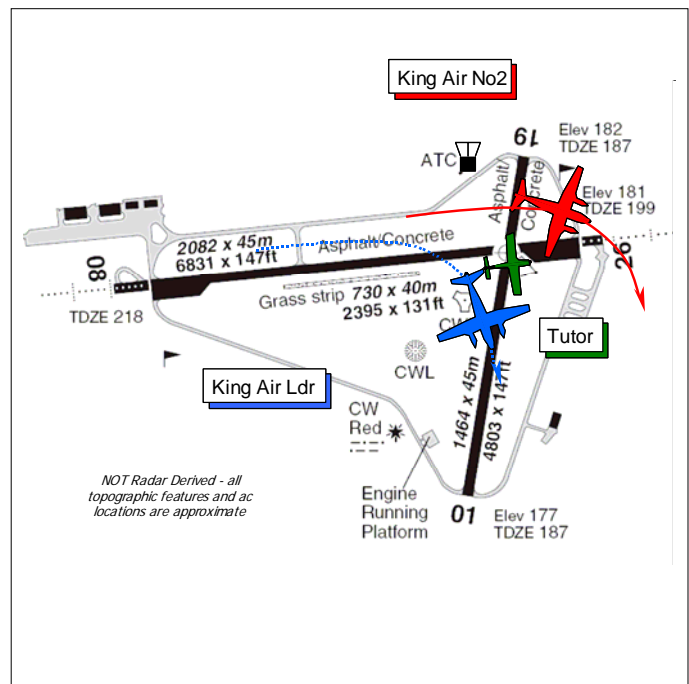 King Air No2
19
Elev 182
TDZE 187
ATC
Asphalt/
Concrete
Elev 181
TDZE 199
2082 x 45m
6831 x 147ft
Asphalt/Concrete
08
26
Grass strip 730 x 40m
2395 x 131ft
TDZE 218
Tutor
CWL
King Air Ldr
1464 x 45m
4803 x 147ft
CW
Red
NOT Radar Derived - all
topographic features and ac
locations are approximate
Engine
Running
Platform
01
Elev 177
TDZE 187